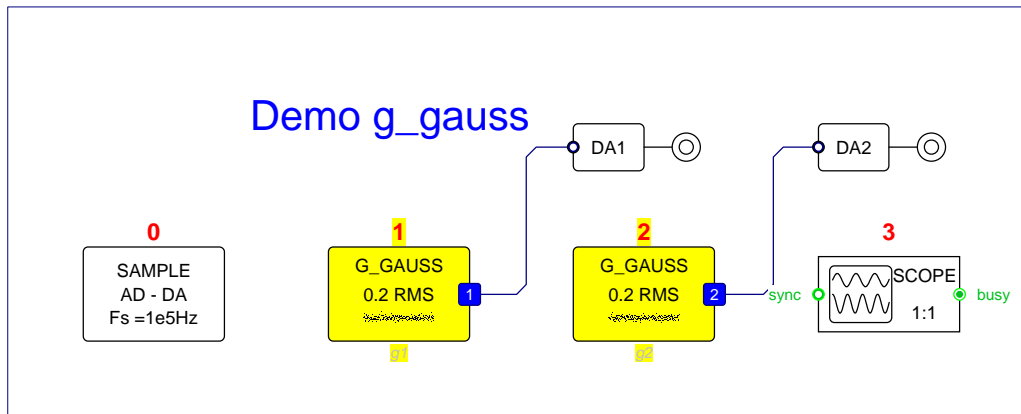 Demo g_gauss
DA1
DA2
0
1
2
3
SAMPLE
AD - DA
Fs =1e5Hz
G_GAUSS
0.2 RMS
1
g1
G_GAUSS
0.2 RMS
2
g2
sync
SCOPE
1:1
busy